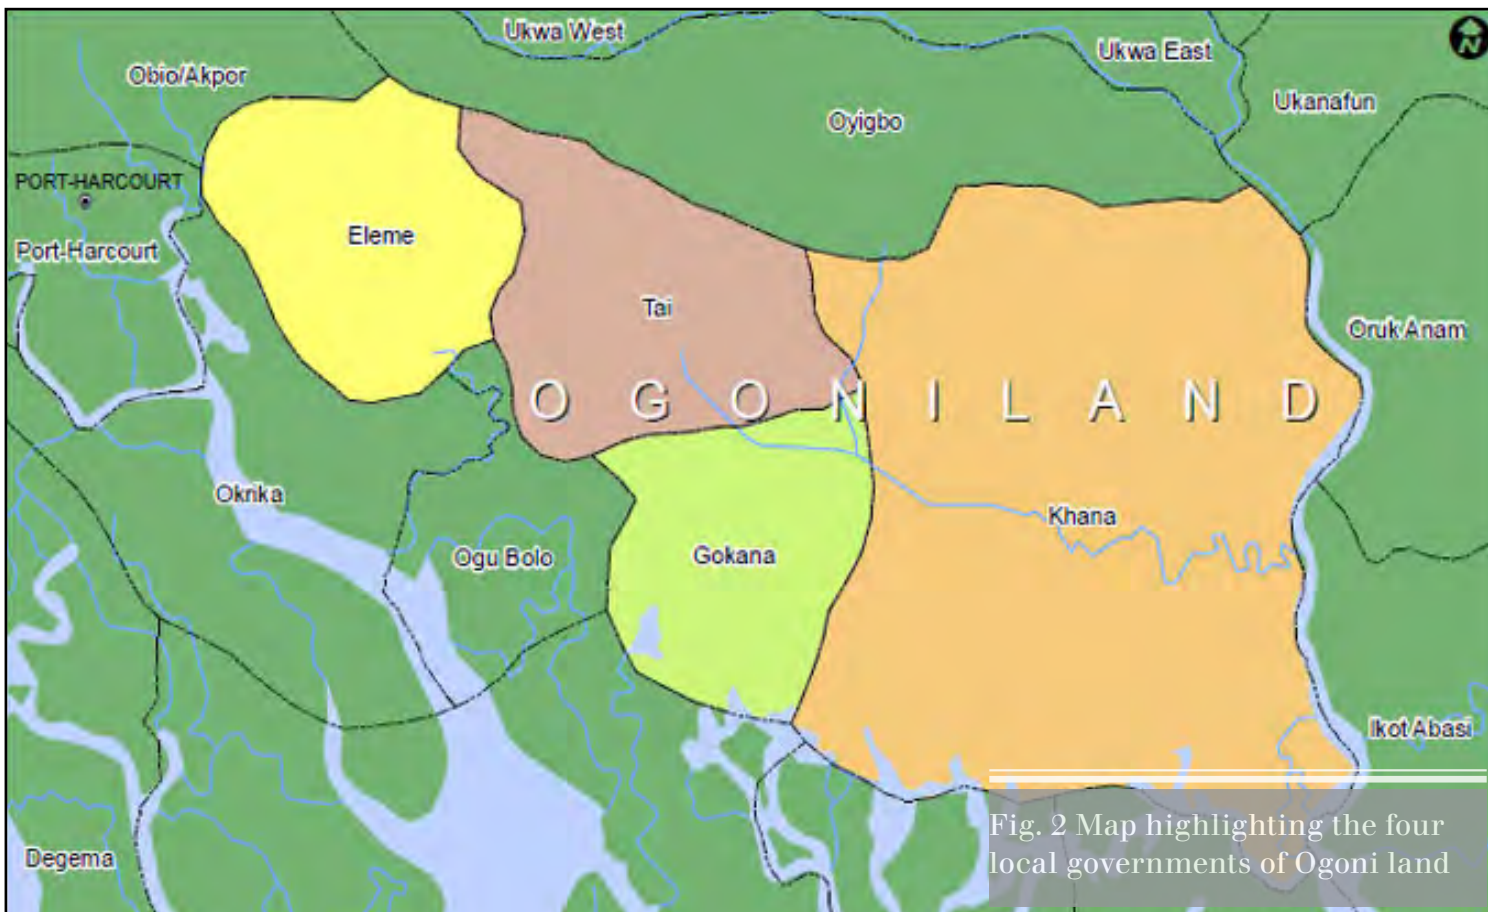 Ukwa West
Ukwa East
N
Obio/Akpor
Ukanafun
Oyigbo
PORT-HARCOURT
Eleme
Port-Harcourt
Tai
Oruk Anam
OGONILAND
Okrika
Khana
Ogu Bolo
Gokana
Ikot Abasi
Degema
Fig. 2 Map highlighting the four
local governments of Ogoni land